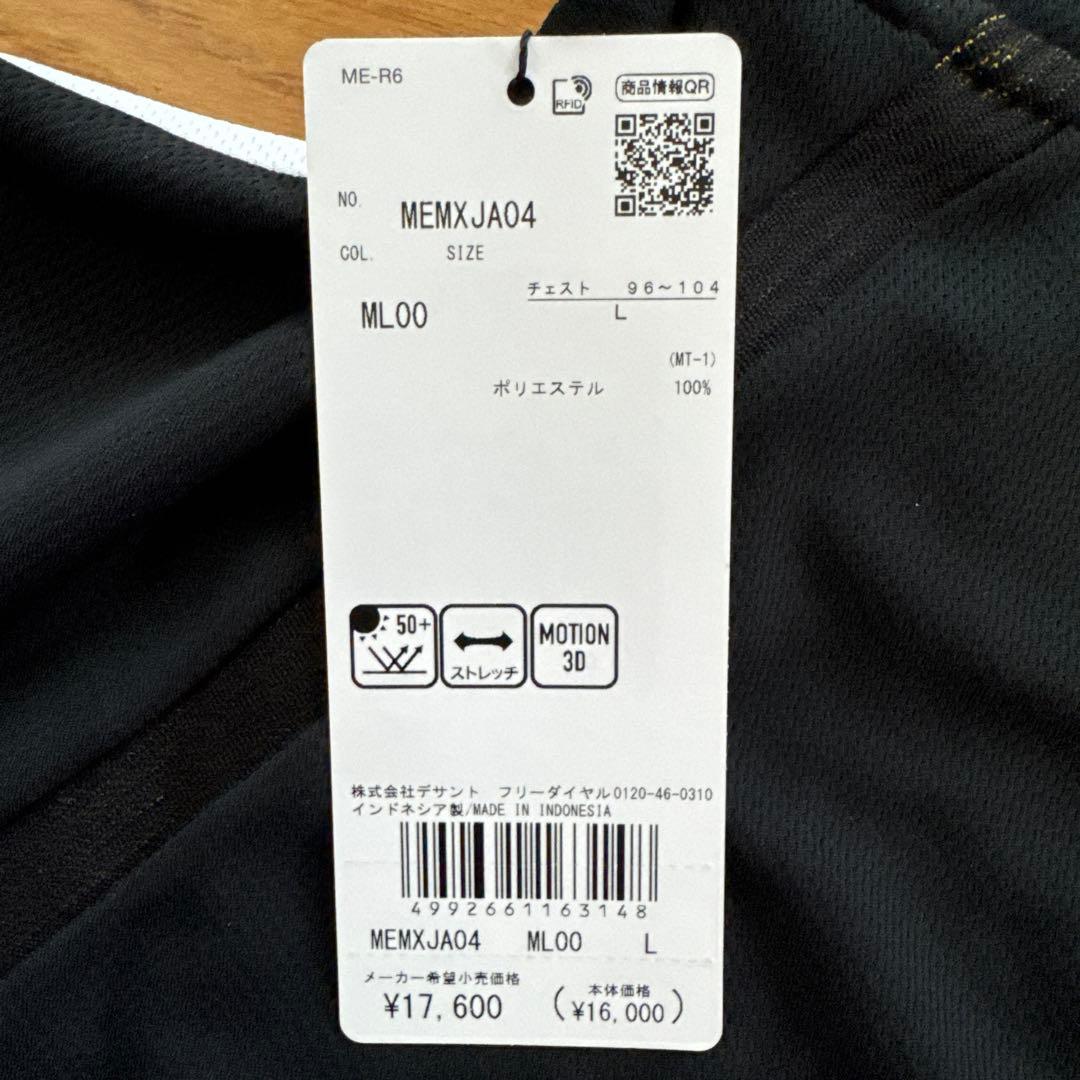 ME-R6
RFID
商品情報QR
NO. MEMXJA04
COL. SIZE
チェスト 96～104
ML00 L
(MT-1)
ポリエステル 100%
50+
ストレッチ
MOTION
3D
株式会社デサント フリーダイヤル0120-46-0310
インドネシア製/MADE IN INDONESIA
4992661163148
MEMXJA04 ML00 L
メーカー希望小売価格 本体価格
¥17,600 (¥16,000)